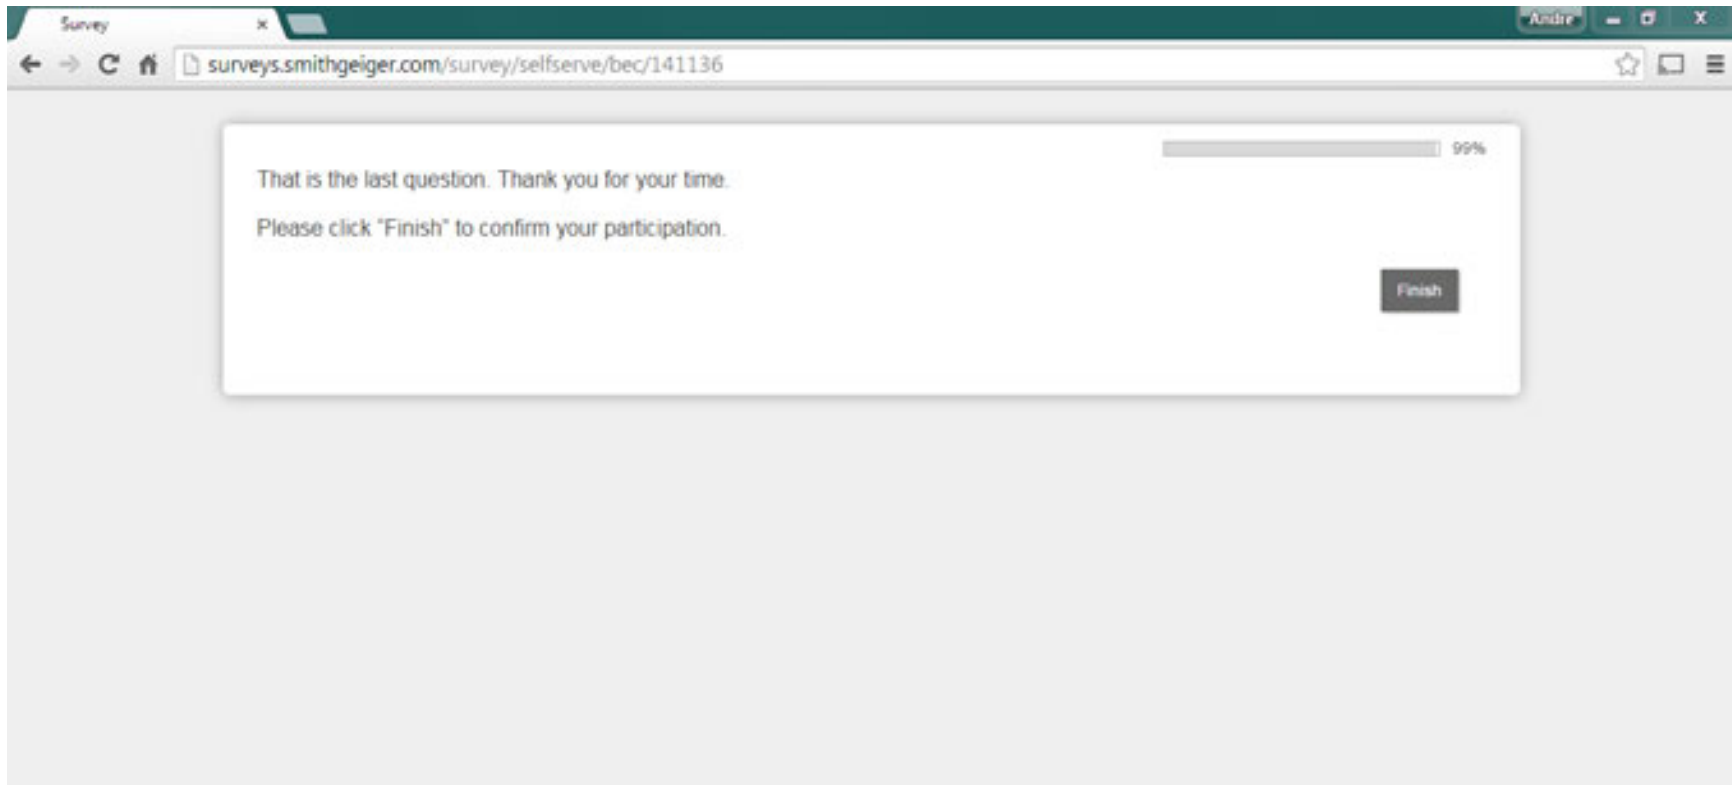 Survey
Andre
surveys.smithgeiger.com/survey/selfserve/bec/141136
99%
That is the last question. Thank you for your time.
Please click "Finish" to confirm your participation.
Finish